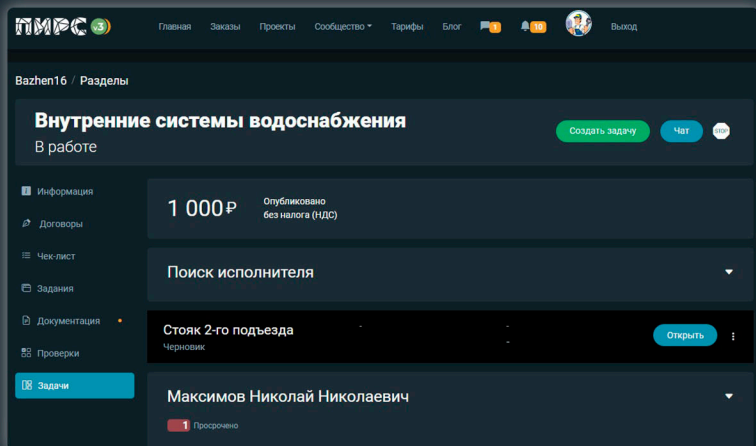 ПИРС v3
Главная Заказы Проекты Сообщество Тарифы Блог 1 10 Выход
Bazhen16 / Разделы
Внутренние системы водоснабжения
В работе
Создать задачу Чат STOP
Информация
Договоры
Чек-лист
Задания
Документация
Проверки
Задачи
1 000₽
Опубликовано
без налога (НДС)
Поиск исполнителя
Стояк 2-го подъезда - -
Черновик -
Открыть
Максимов Николай Николаевич
1 Просрочено